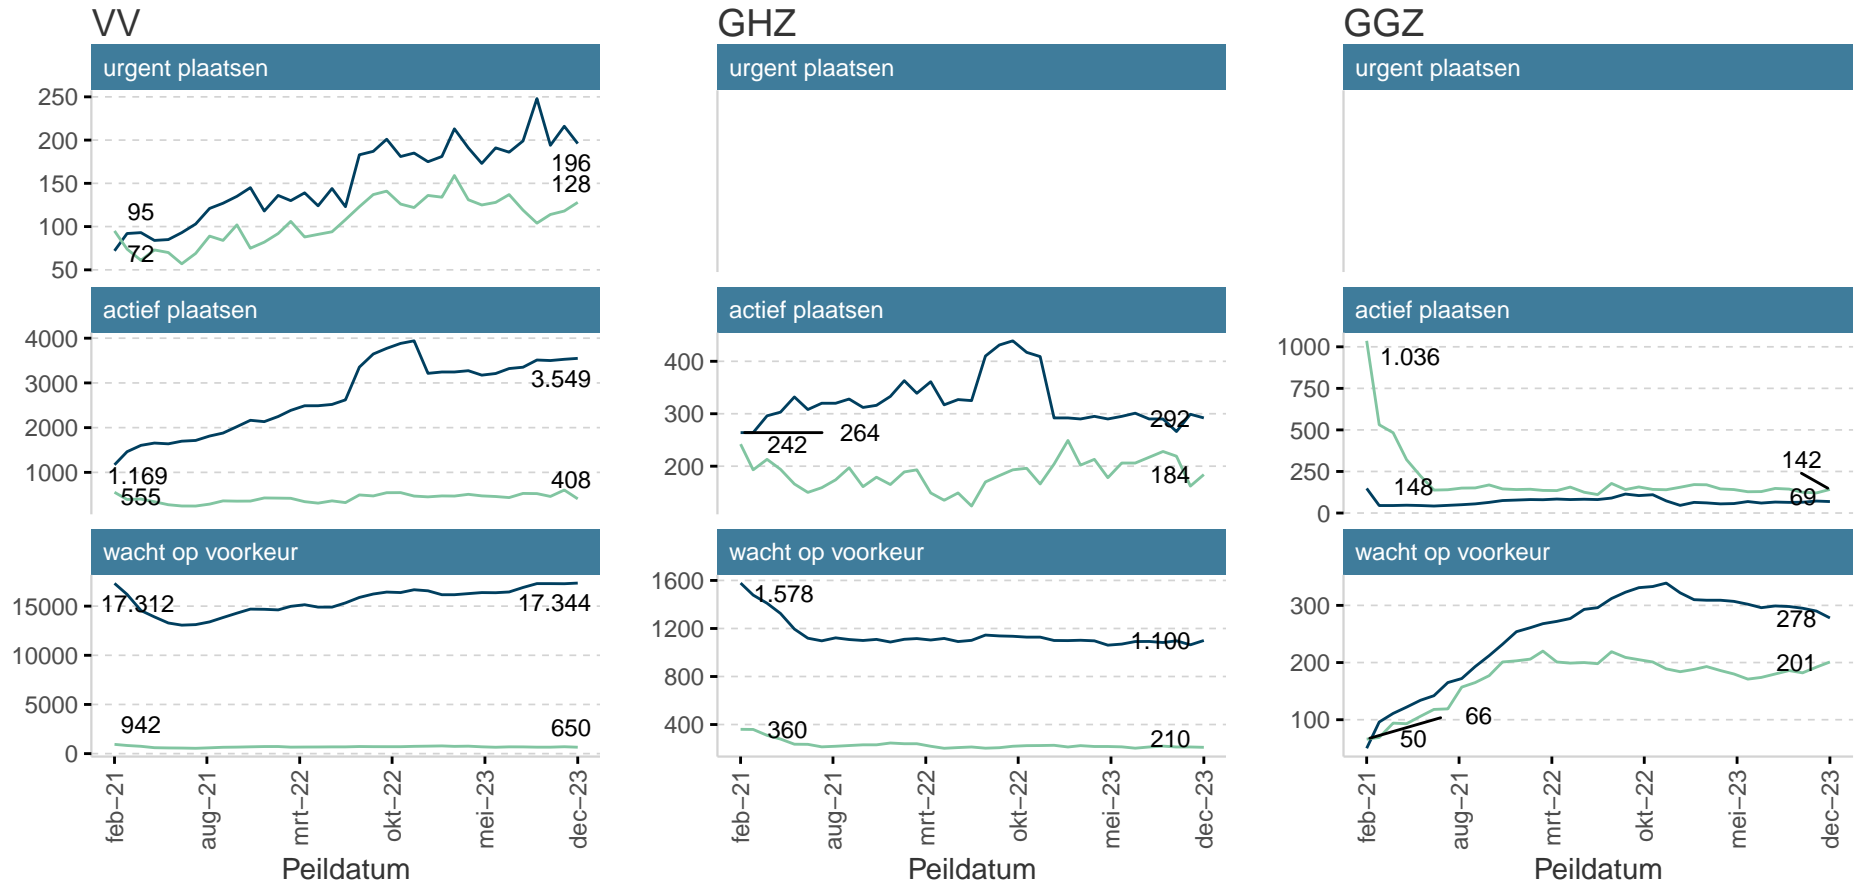 VV
urgent plaatsen
250
200
150
100
50
95
72
196
128
actief plaatsen
4000
3000
2000
1000
1.169
555
3.549
408
wacht op voorkeur
15000
10000
5000
0
17.312
942
17.344
650
feb–21
aug–21
mrt–22
okt–22
mei–23
dec–23
Peildatum
GHZ
urgent plaatsen
actief plaatsen
400
300
200
242
264
292
184
wacht op voorkeur
1600
1200
800
400
1.578
360
1.100
210
feb–21
aug–21
mrt–22
okt–22
mei–23
dec–23
Peildatum
GGZ
urgent plaatsen
actief plaatsen
1000
750
500
250
0
1.036
148
142
69
wacht op voorkeur
300
200
100
66
50
278
201
feb–21
aug–21
mrt–22
okt–22
mei–23
dec–23
Peildatum